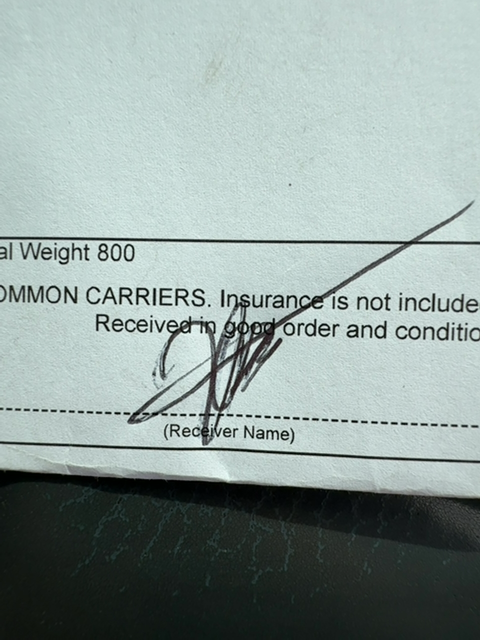 al Weight 800
OMMON CARRIERS. Insurance is not include
Received in good order and conditio
(Receiver Name)